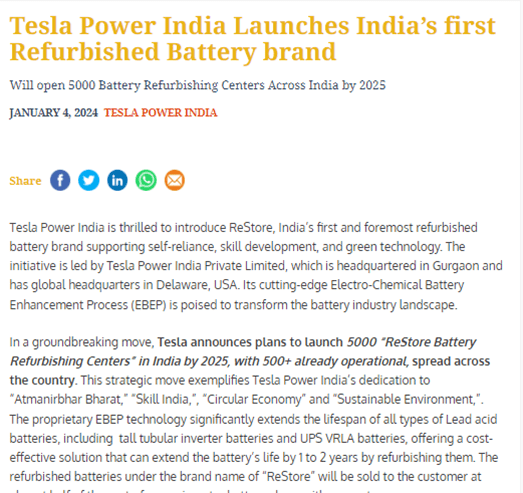 Tesla Power India Launches India's first
Refurbished Battery brand
Will open 5000 Battery Refurbishing Centers Across India by 2025
JANUARY 4, 2024 TESLA POWER INDIA
Share
Tesla Power India is thrilled to introduce ReStore, India's first and foremost refurbished
battery brand supporting self-reliance, skill development, and green technology. The
initiative is led by Tesla Power India Private Limited, which is headquartered in Gurgaon and
has global headquarters in Delaware, USA. Its cutting-edge Electro-Chemical Battery
Enhancement Process (EBEP) is poised to transform the battery industry landscape.
In a groundbreaking move, Tesla announces plans to launch 5000 "ReStore Battery
Refurbishing Centers" in India by 2025, with 500+ already operational, spread across
the country. This strategic move exemplifies Tesla Power India's dedication to
"Atmanirbhar Bharat," "Skill India,", "Circular Economy" and "Sustainable Environment,".
The proprietary EBEP technology significantly extends the lifespan of all types of Lead acid
batteries, including tall tubular inverter batteries and UPS VRLA batteries, offering a cost-
effective solution that can extend the battery's life by 1 to 2 years by refurbishing them. The
refurbished batteries under the brand name of "ReStore" will be sold to the customer at